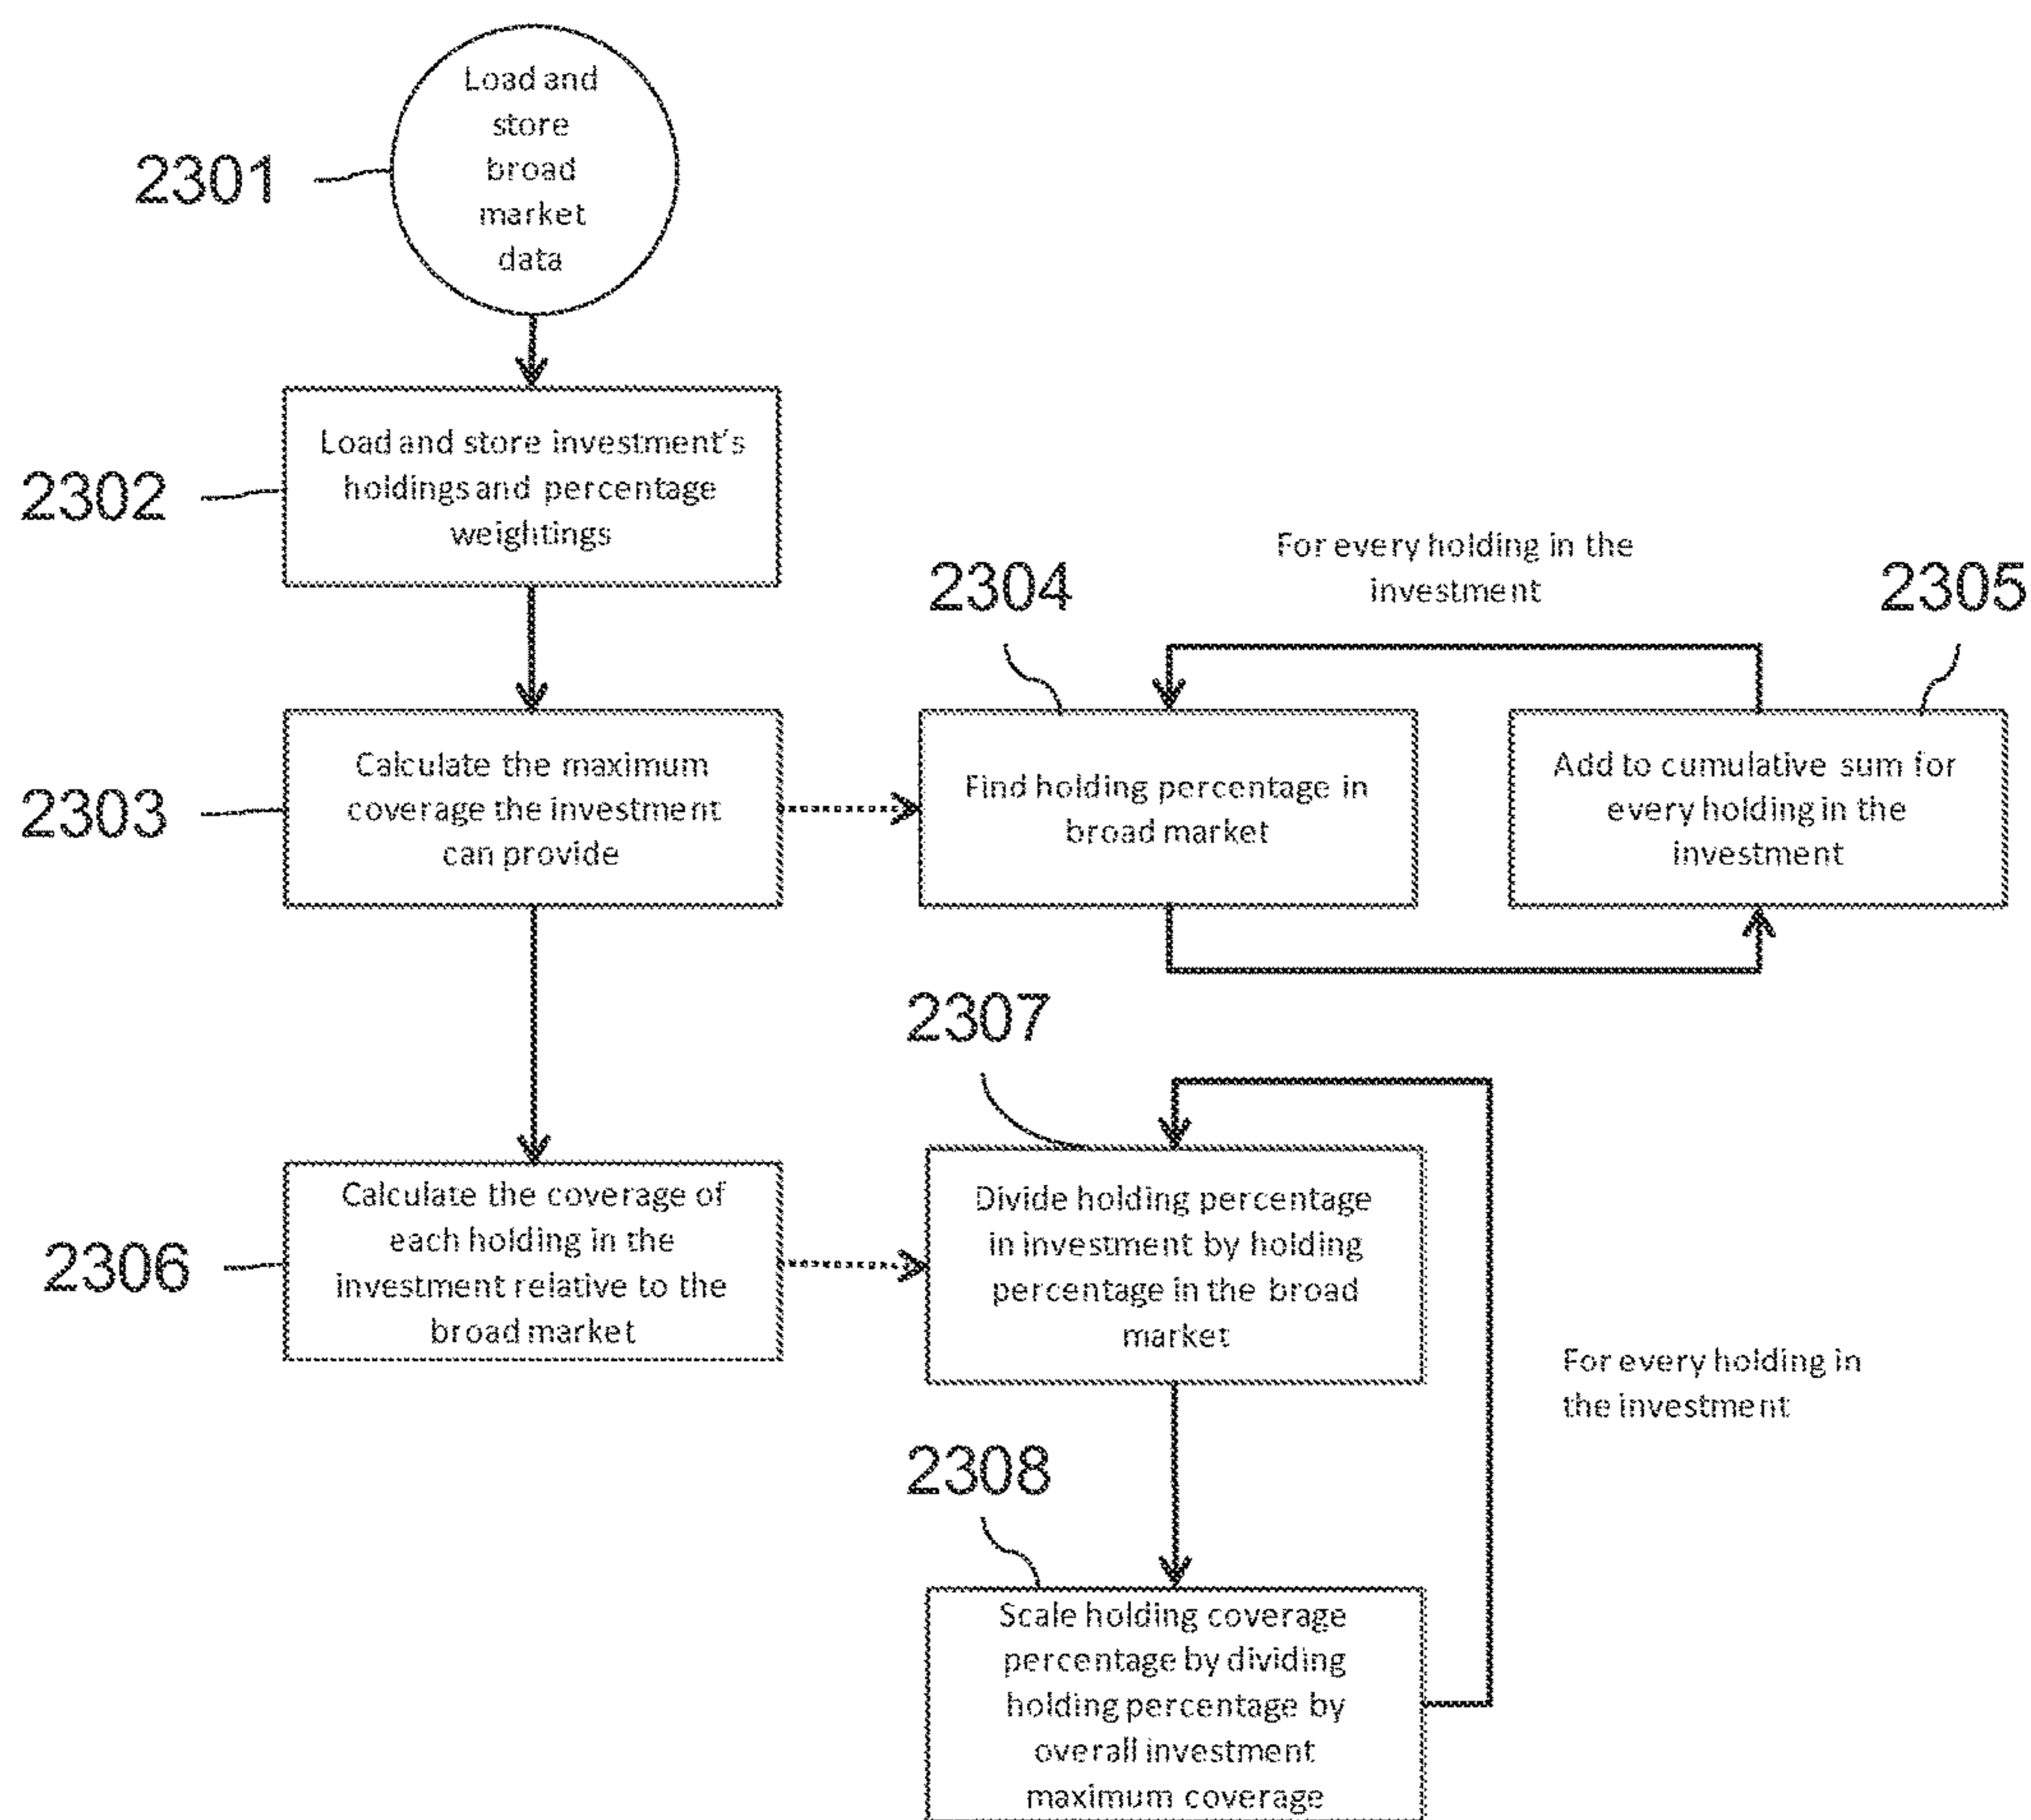 Load and
store
broad
market
data
2301
Load and store investment's
holdings and percentage
weightings
2302
For every holding in the
investment
2304
2305
Calculate the maximum
coverage the investment
can provide
2303
Find holding percentage in
broad market
Add to cumulative sum for
every holding in the
investment
2307
Calculate the coverage of
each holding in the
investment relative to the
broad market
2306
Divide holding percentage
in investment by holding
percentage in the broad
market
For every holding in
the investment
2308
Scale holding coverage
percentage by dividing
holding percentage by
overall investment
maximum coverage